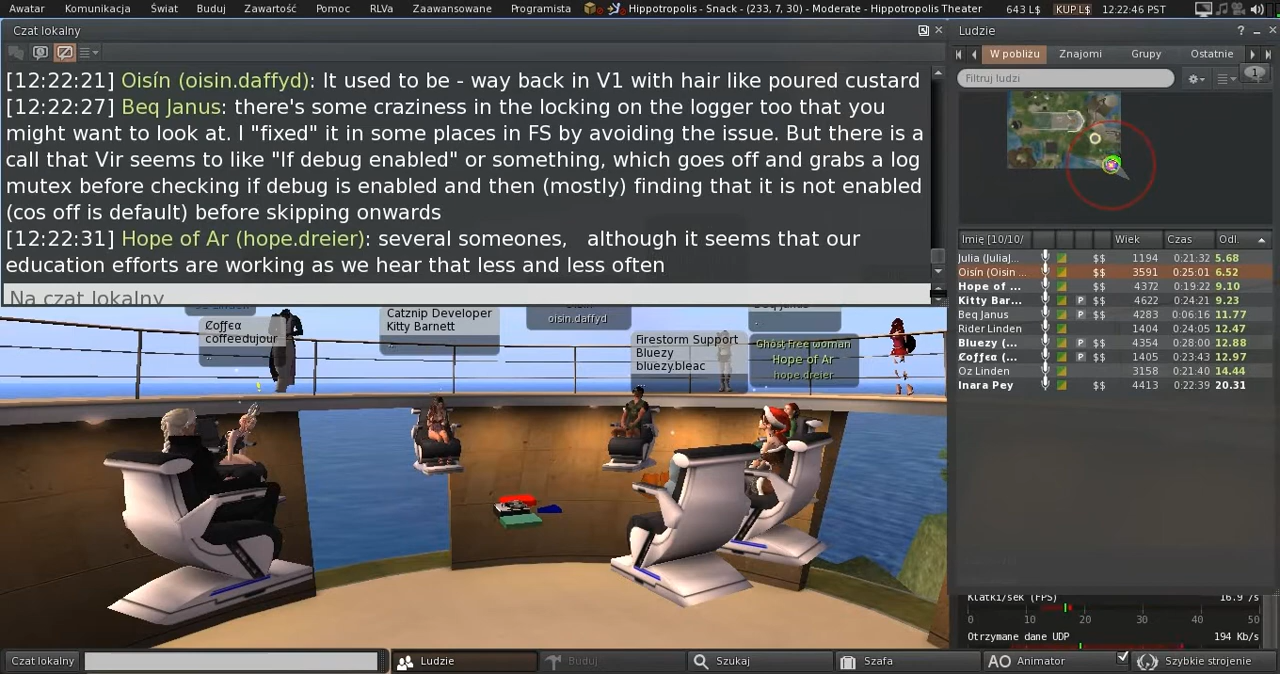 Awatar Komunikacja Świat Buduj Zawartość Pomoc RLVa Zaawansowane Programista Hippotropolis - Snack - (233, 7, 30) - Moderate - Hippotropolis Theater 643 L$ KUP L$ 12:22:46 PST
Czat lokalny
[12:22:21] Oisín (oisin.daffyd): It used to be - way back in V1 with hair like poured custard
[12:22:27] Beq Janus: there's some craziness in the locking on the logger too that you
might want to look at. I "fixed" it in some places in FS by avoiding the issue. But there is a
call that Vir seems to like "If debug enabled" or something, which goes off and grabs a log
mutex before checking if debug is enabled and then (mostly) finding that it is not enabled
(cos off is default) before skipping onwards
[12:22:31] Hope of Ar (hope.dreier): several someones, although it seems that our
education efforts are working as we hear that less and less often
Na czat lokalny
Ludzie
W pobliżu Znajomi Grupy Ostatnie
1
Filtruj ludzi
Imię [10/10/ Wiek Czas Odl.
Julia (JuliaJ... $$ 1194 0:21:32 5.68
Oisín (Oisin ... $$ 3591 0:25:01 6.52
Hope of ... $$ 4372 0:19:22 9.10
Kitty Bar... P $$ 4622 0:24:21 9.23
Beq Janus P $$ 4283 0:06:16 11.77
Rider Linden 1404 0:24:05 12.47
Bluezy (... P $$ 4354 0:28:00 12.88
Ȼoffєα (... P $$ 1405 0:23:43 12.97
Oz Linden 3158 0:21:40 14.44
Inara Pey $$ 4413 0:22:39 20.31
Ȼoffєα
coffeedujour
Catznip Developer
Kitty Barnett
oisin.daffyd
Firestorm Support
Bluezy
bluezy.bleac
Ghost Free woman
Hope of Ar
hope.dreier
Klatki/sek (FPS) 16.9 /s
0 10 20 30 40 50
Otrzymane dane UDP 194 Kb/s
Czat lokalny Ludzie Buduj Szukaj Szafa AO Animator Szybkie strojenie